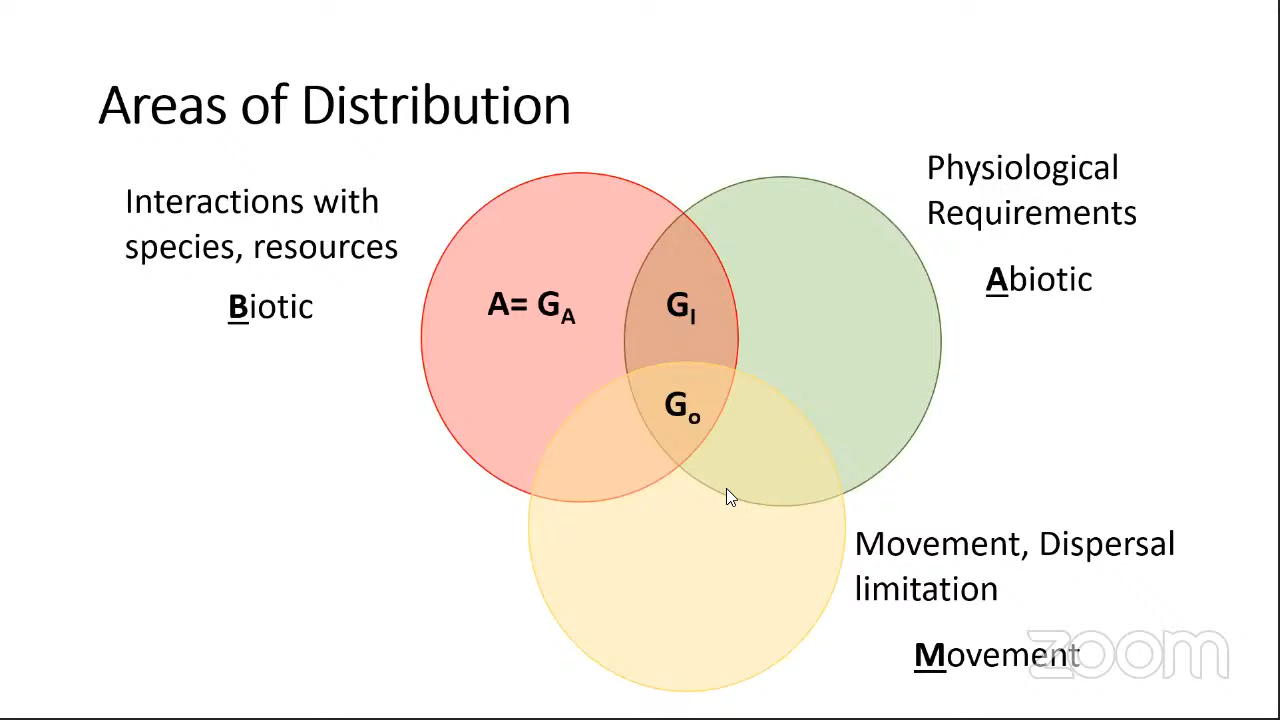 Areas of Distribution
Interactions with
species, resources
Biotic
Physiological
Requirements
Abiotic
A= GA
GI
Go
Movement, Dispersal
limitation
Movement
zoom